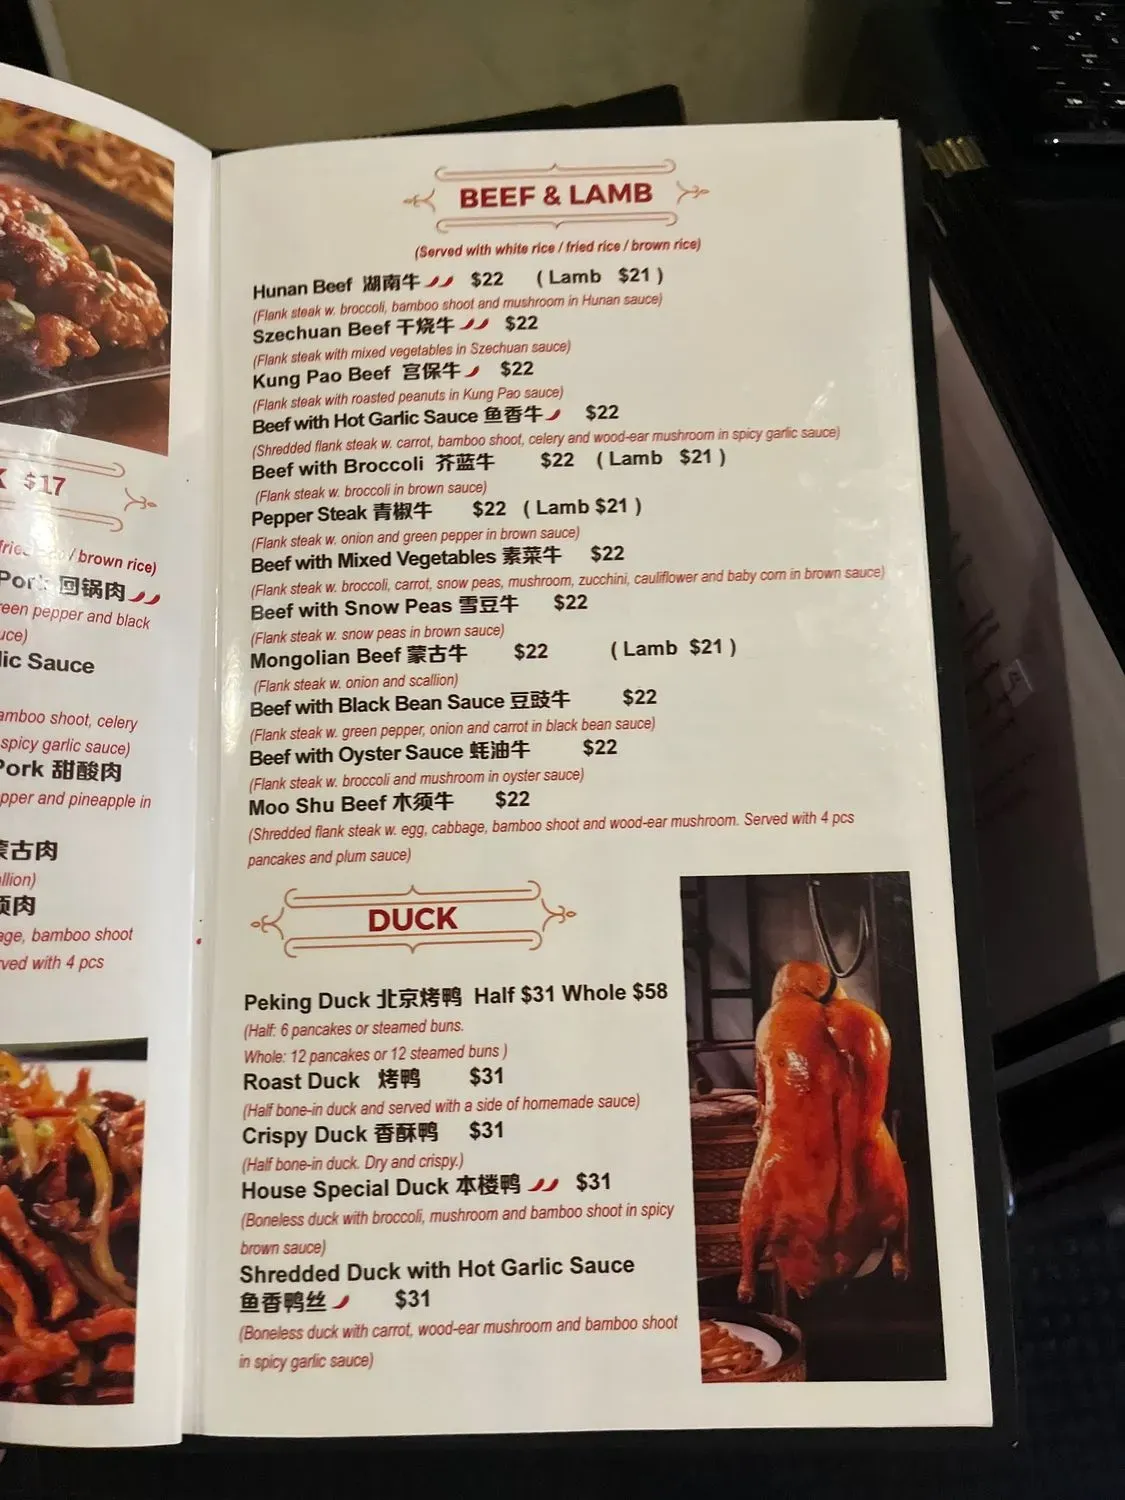 K $17
/ brown rice)
Pork 回锅肉
reen pepper and black
uce)
lic Sauce
amboo shoot, celery
spicy garlic sauce)
Pork 甜酸肉
pper and pineapple in
蒙古肉
llion)
须肉
age, bamboo shoot
ved with 4 pcs
BEEF & LAMB
(Served with white rice / fried rice / brown rice)
Hunan Beef 湖南牛 $22 ( Lamb $21 )
(Flank steak w. broccoli, bamboo shoot and mushroom in Hunan sauce)
Szechuan Beef 干烧牛 $22
(Flank steak with mixed vegetables in Szechuan sauce)
Kung Pao Beef 宫保牛 $22
(Flank steak with roasted peanuts in Kung Pao sauce)
Beef with Hot Garlic Sauce 鱼香牛 $22
(Shredded flank steak w. carrot, bamboo shoot, celery and wood-ear mushroom in spicy garlic sauce)
Beef with Broccoli 芥蓝牛 $22 ( Lamb $21 )
(Flank steak w. broccoli in brown sauce)
Pepper Steak 青椒牛 $22 ( Lamb $21 )
(Flank steak w. onion and green pepper in brown sauce)
Beef with Mixed Vegetables 素菜牛 $22
(Flank steak w. broccoli, carrot, snow peas, mushroom, zucchini, cauliflower and baby corn in brown sauce)
Beef with Snow Peas 雪豆牛 $22
(Flank steak w. snow peas in brown sauce)
Mongolian Beef 蒙古牛 $22 ( Lamb $21 )
(Flank steak w. onion and scallion)
Beef with Black Bean Sauce 豆豉牛 $22
(Flank steak w. green pepper, onion and carrot in black bean sauce)
Beef with Oyster Sauce 蚝油牛 $22
(Flank steak w. broccoli and mushroom in oyster sauce)
Moo Shu Beef 木须牛 $22
(Shredded flank steak w. egg, cabbage, bamboo shoot and wood-ear mushroom. Served with 4 pcs
pancakes and plum sauce)
DUCK
Peking Duck 北京烤鸭 Half $31 Whole $58
(Half: 6 pancakes or steamed buns.
Whole: 12 pancakes or 12 steamed buns )
Roast Duck 烤鸭 $31
(Half bone-in duck and served with a side of homemade sauce)
Crispy Duck 香酥鸭 $31
(Half bone-in duck. Dry and crispy.)
House Special Duck 本楼鸭 $31
(Boneless duck with broccoli, mushroom and bamboo shoot in spicy
brown sauce)
Shredded Duck with Hot Garlic Sauce
鱼香鸭丝 $31
(Boneless duck with carrot, wood-ear mushroom and bamboo shoot
in spicy garlic sauce)